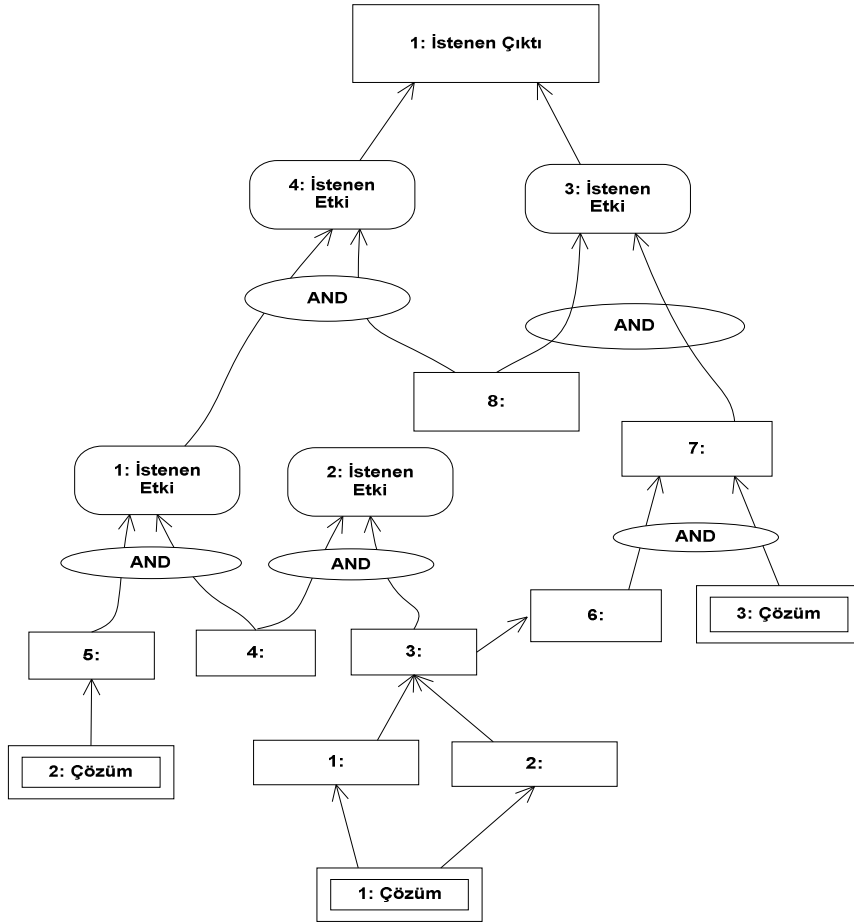 1: İstenen Çıktı
4: İstenen
Etki
3: İstenen
Etki
AND
AND
8:
7:
1: İstenen
Etki
2: İstenen
Etki
AND
AND
AND
6:
3: Çözüm
5:
4:
3:
2: Çözüm
1:
2:
1: Çözüm